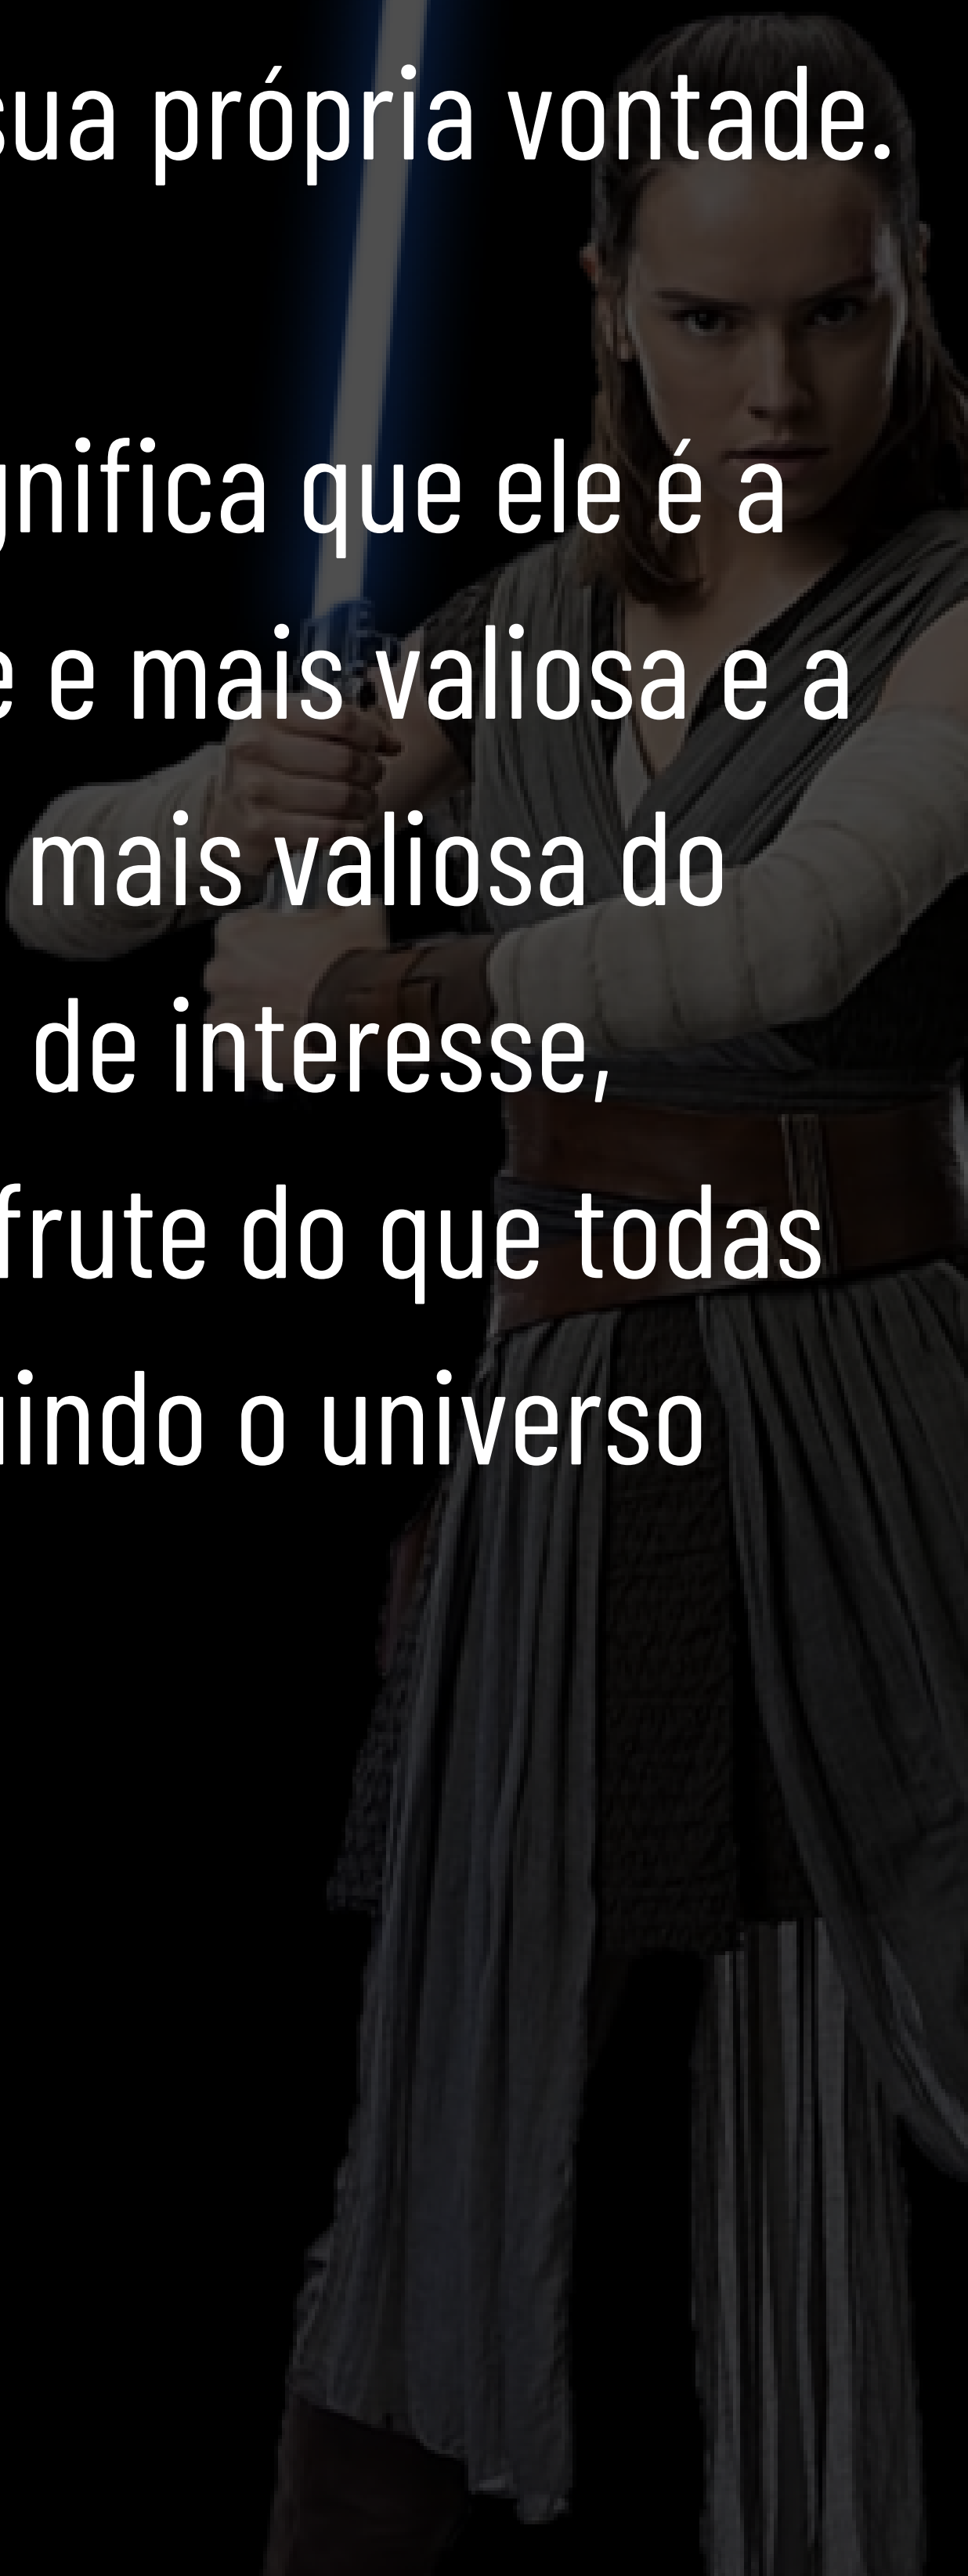 sua própria vontade.
gnifica que ele é a
e e mais valiosa e a
mais valiosa do
de interesse,
frute do que todas
uindo o universo